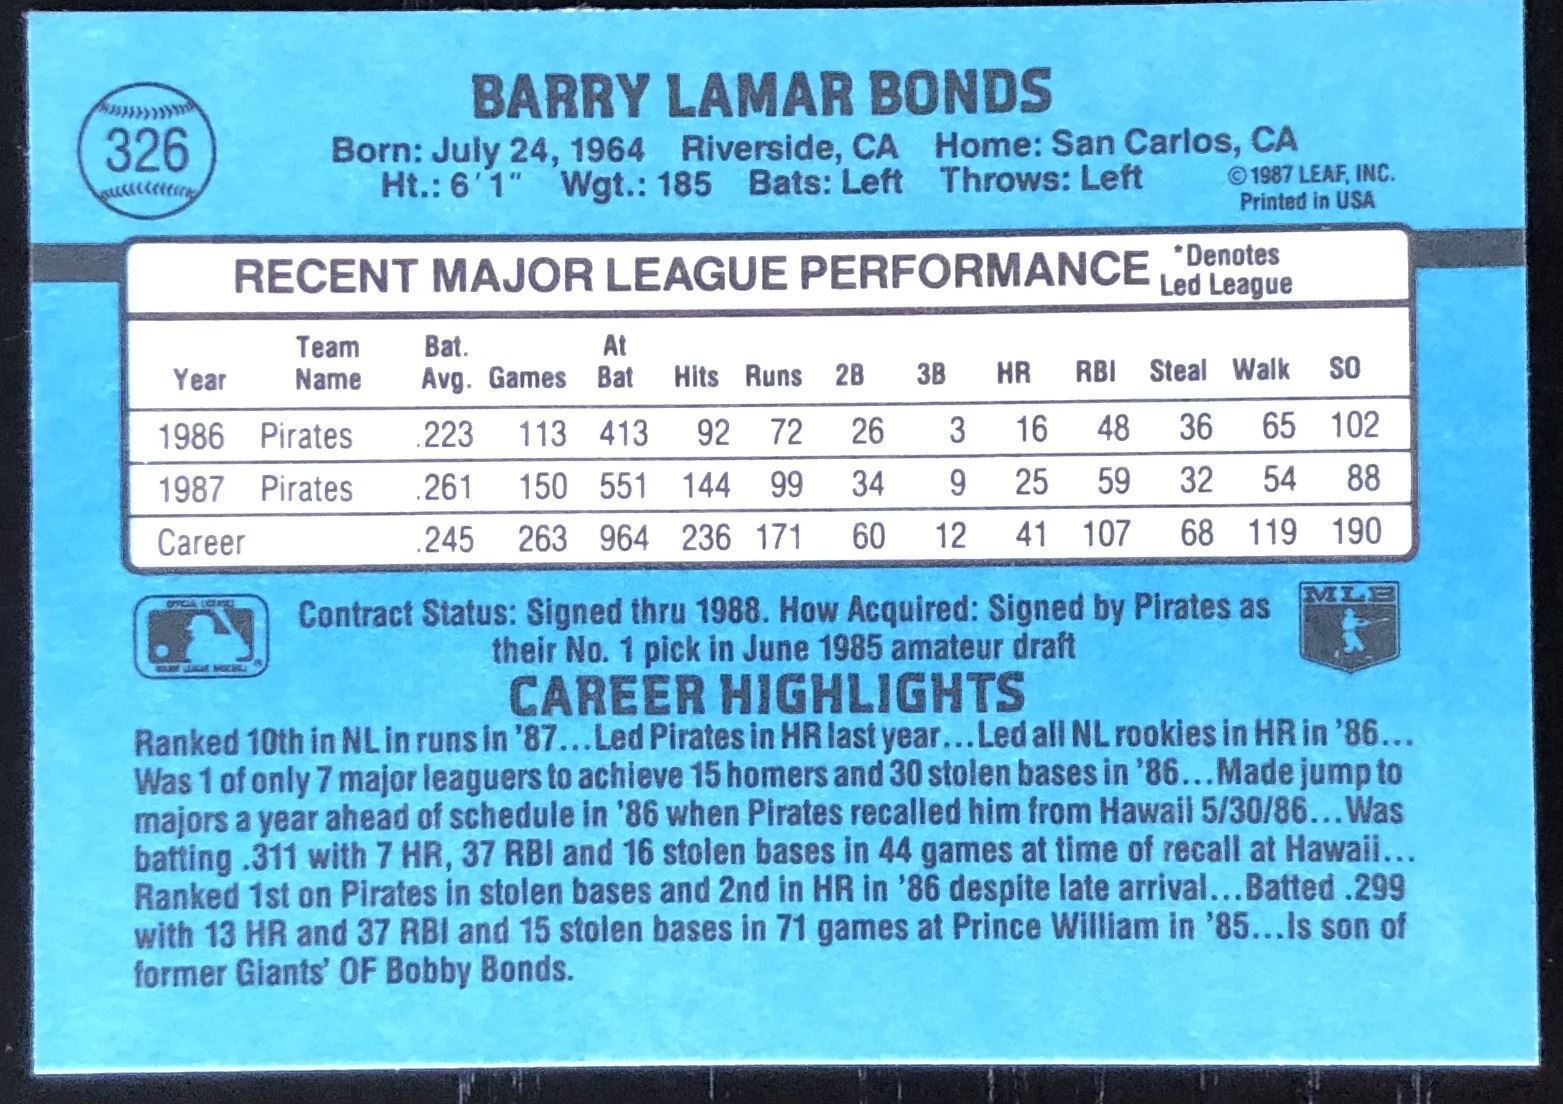 326
BARRY LAMAR BONDS
Born: July 24, 1964 Riverside, CA Home: San Carlos, CA
Ht.: 6'1" Wgt.: 185 Bats: Left Throws: Left
©1987 LEAF, INC.
Printed in USA
RECENT MAJOR LEAGUE PERFORMANCE *Denotes Led League
Year Team Name Bat. Avg. Games At Bat Hits Runs 2B 3B HR RBI Steal Walk SO
1986 Pirates .223 113 413 92 72 26 3 16 48 36 65 102
1987 Pirates .261 150 551 144 99 34 9 25 59 32 54 88
Career .245 263 964 236 171 60 12 41 107 68 119 190
Contract Status: Signed thru 1988. How Acquired: Signed by Pirates as
their No. 1 pick in June 1985 amateur draft
MLB
CAREER HIGHLIGHTS
Ranked 10th in NL in runs in '87...Led Pirates in HR last year...Led all NL rookies in HR in '86...
Was 1 of only 7 major leaguers to achieve 15 homers and 30 stolen bases in '86...Made jump to
majors a year ahead of schedule in '86 when Pirates recalled him from Hawaii 5/30/86...Was
batting .311 with 7 HR, 37 RBI and 16 stolen bases in 44 games at time of recall at Hawaii...
Ranked 1st on Pirates in stolen bases and 2nd in HR in '86 despite late arrival...Batted .299
with 13 HR and 37 RBI and 15 stolen bases in 71 games at Prince William in '85...Is son of
former Giants' OF Bobby Bonds.